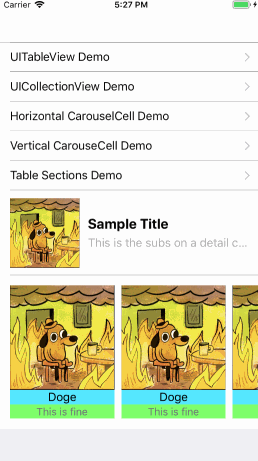 Carrier 5:27 PM
UITableView Demo
UICollectionView Demo
Horizontal CarouselCell Demo
Vertical CarouseCell Demo
Table Sections Demo
Sample Title
This is the subs on a detail c...
Doge
This is fine
Doge
This is fine